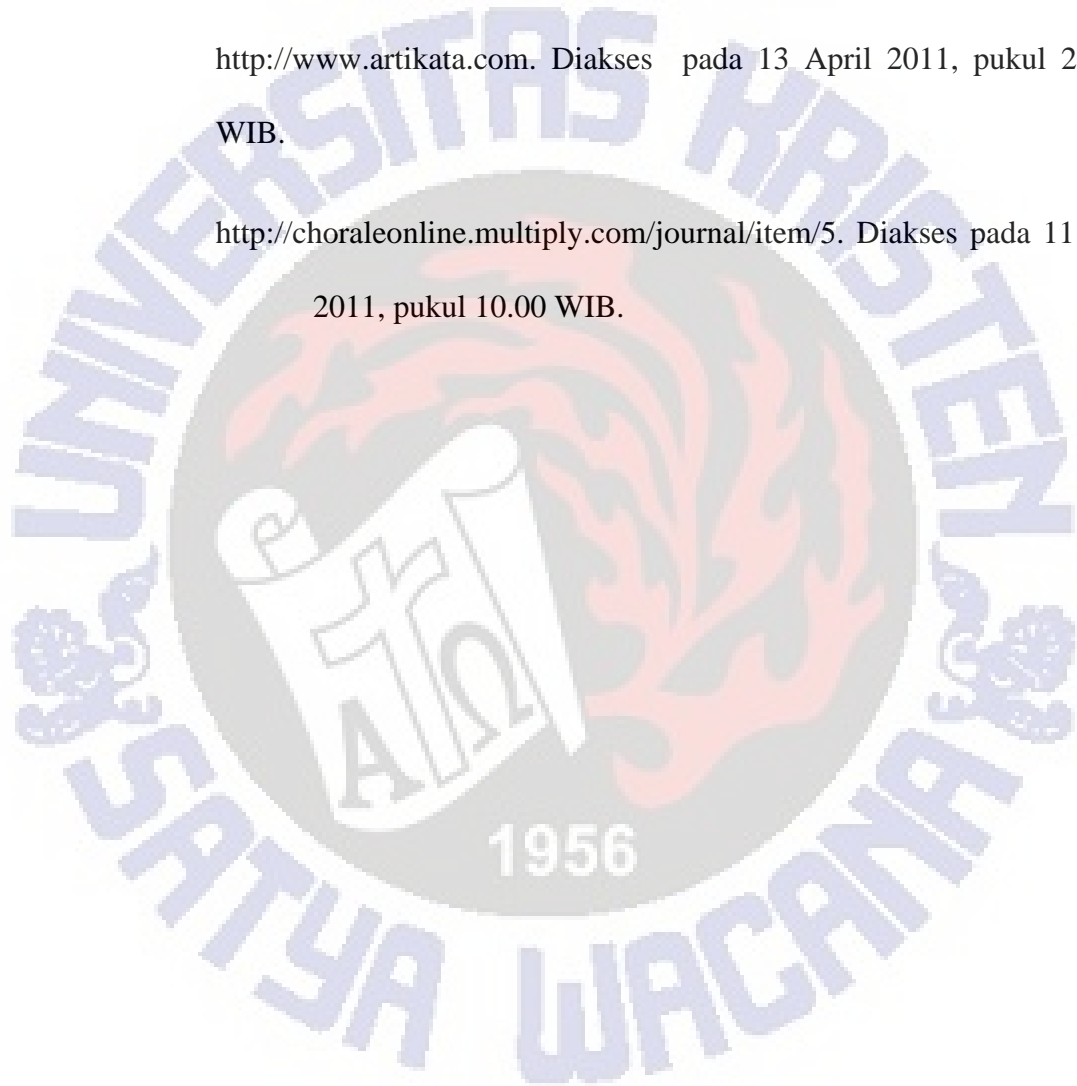 http://www.artikata.com. Diakses pada 13 April 2011, pukul 2
WIB.
http://choraleonline.multiply.com/journal/item/5. Diakses pada 11
2011, pukul 10.00 WIB.
UNIVERSITAS KRISTEN
SATYA WACANA
A Ω
1956